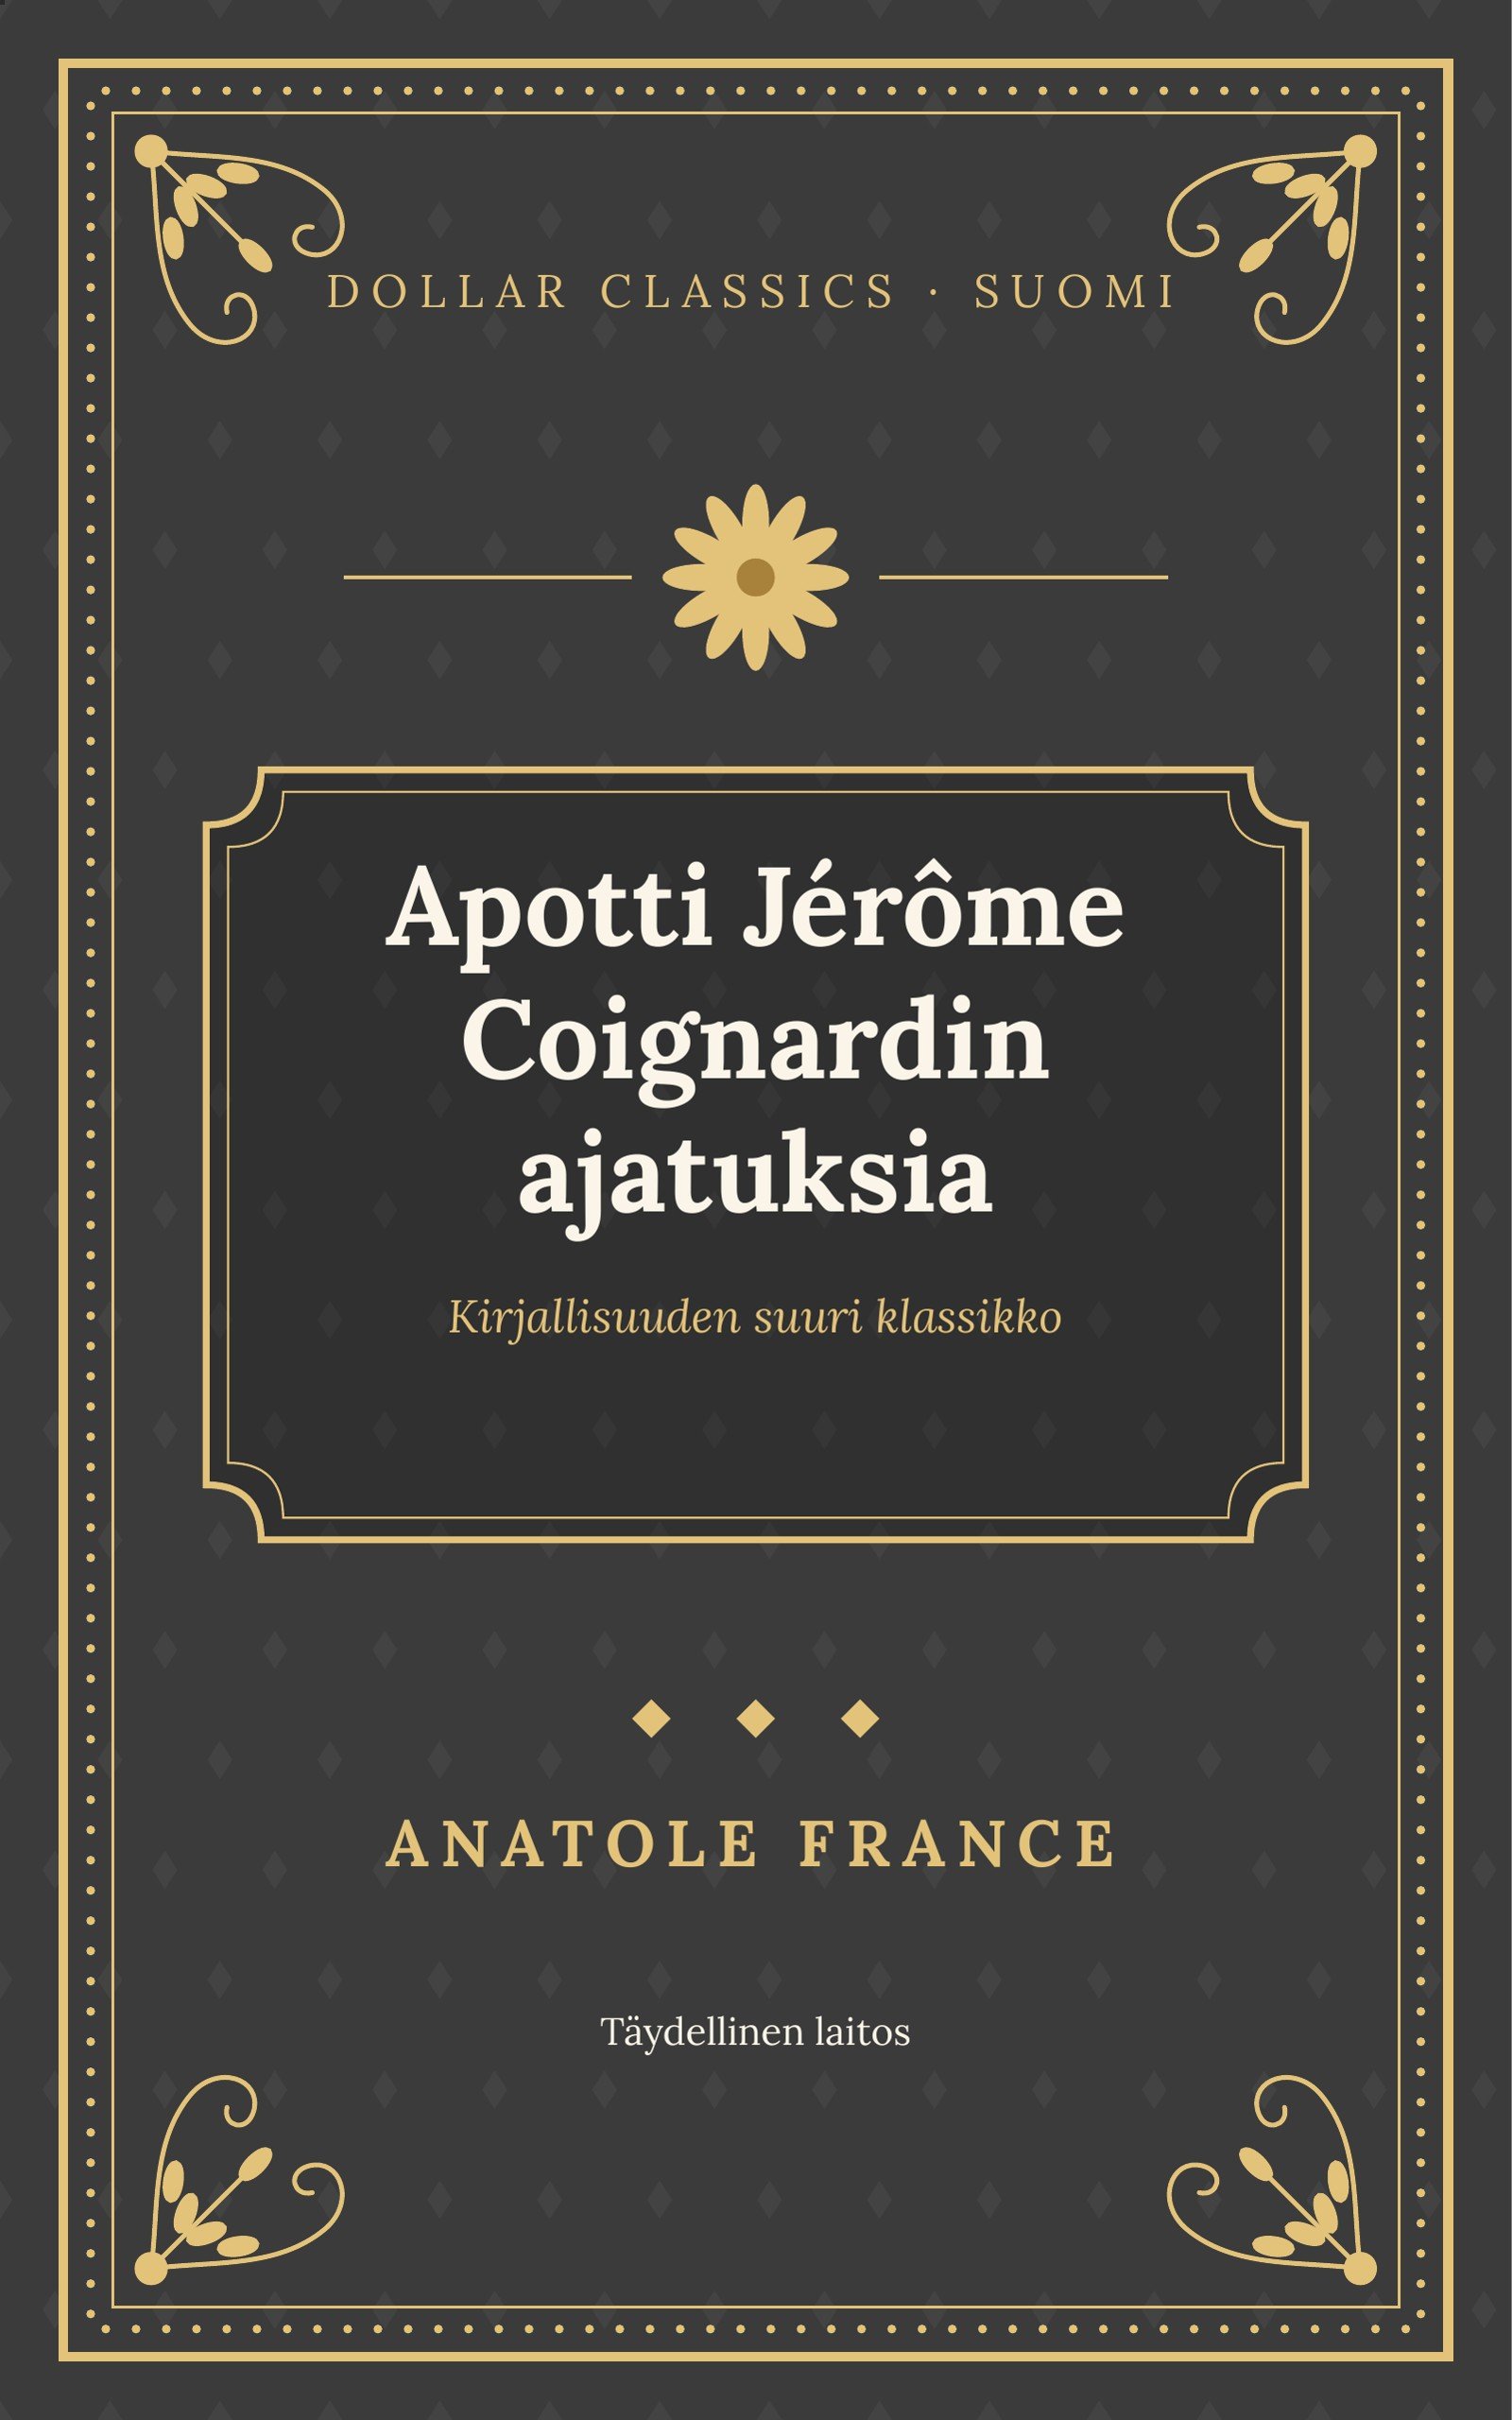 DOLLAR CLASSICS · SUOMI
Apotti Jérôme
Coignardin
ajatuksia
Kirjallisuuden suuri klassikko
ANATOLE FRANCE
Täydellinen laitos